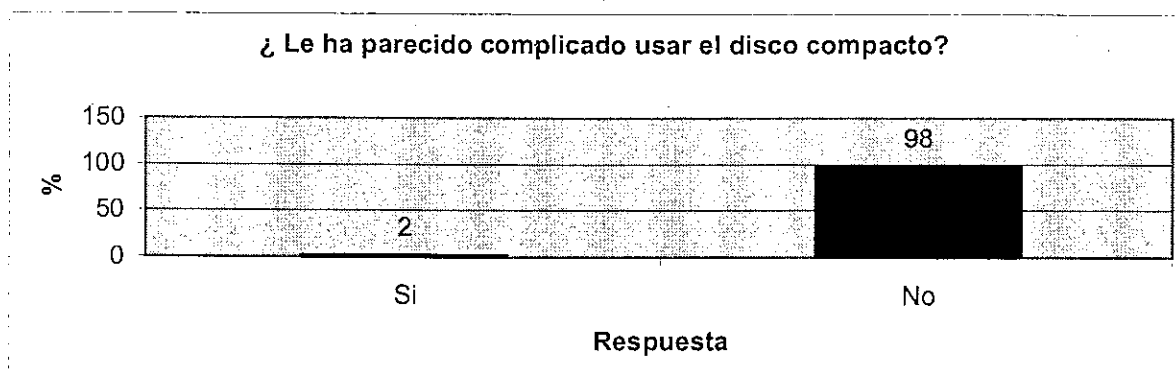 ¿ Le ha parecido complicado usar el disco compacto?
150
100
50
0
%
2
98
Si
No
Respuesta